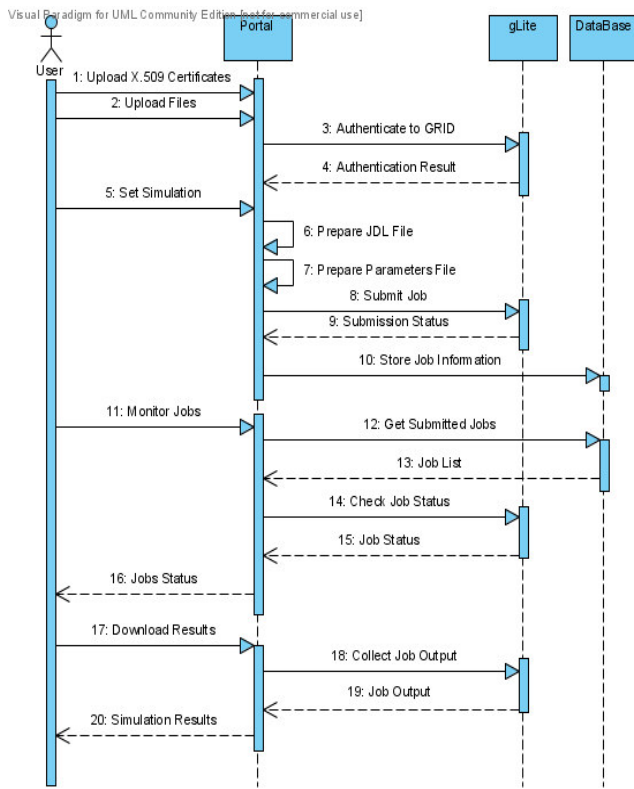 Visual Paradigm for UML Community Edition [not for commercial use]
Portal
gLite
DataBase
User
1: Upload X.509 Certificates
2: Upload Files
3: Authenticate to GRID
4: Authentication Result
5: Set Simulation
6: Prepare JDL File
7: Prepare Parameters File
8: Submit Job
9: Submission Status
10: Store Job Information
11: Monitor Jobs
12: Get Submitted Jobs
13: Job List
14: Check Job Status
15: Job Status
16: Jobs Status
17: Download Results
18: Collect Job Output
19: Job Output
20: Simulation Results